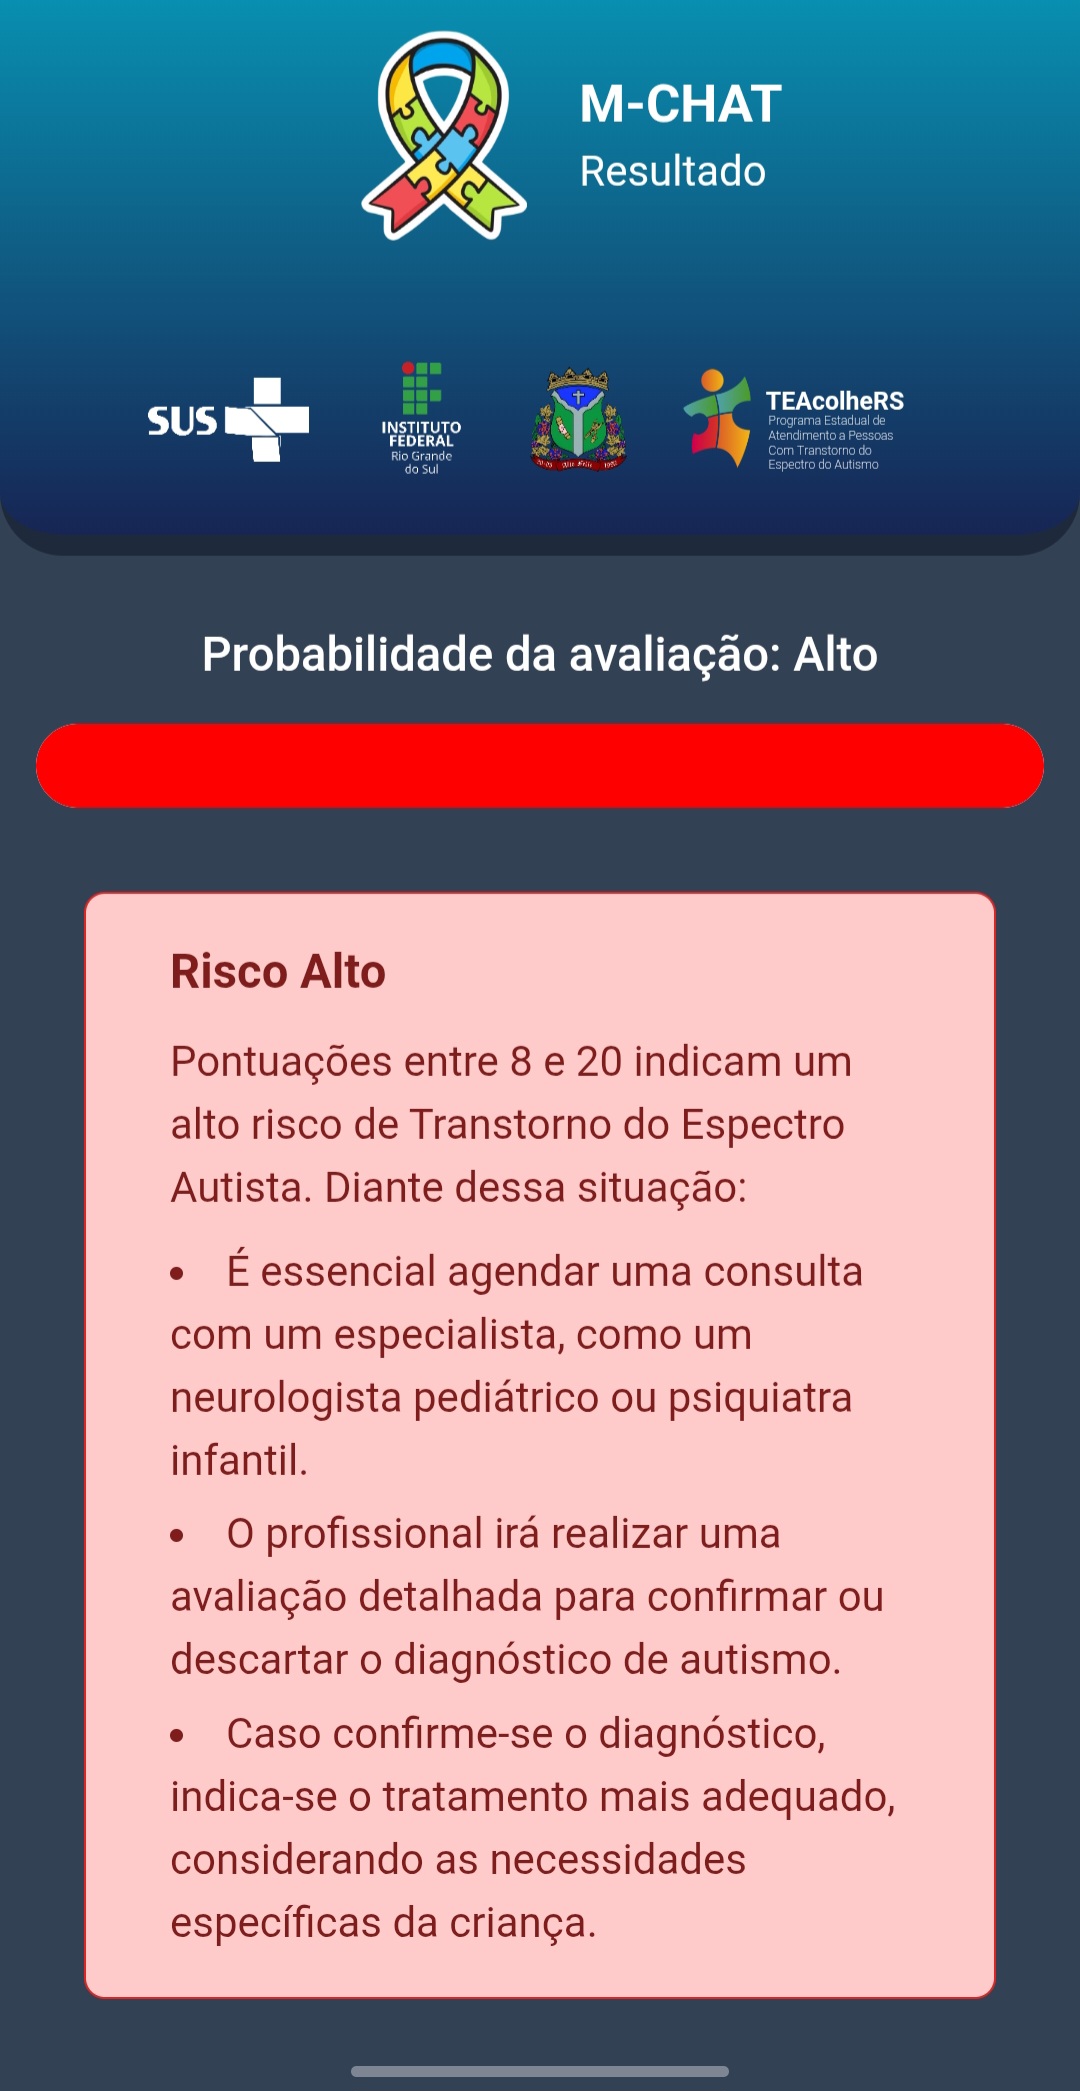 M-CHAT
Resultado
SUS
INSTITUTO
FEDERAL
Rio Grande
do Sul
TEAcolheRS
Programa Estadual de
Atendimento a Pessoas
Com Transtorno do
Espectro do Autismo
Probabilidade da avaliação: Alto
Risco Alto
Pontuações entre 8 e 20 indicam um
alto risco de Transtorno do Espectro
Autista. Diante dessa situação:
• É essencial agendar uma consulta
com um especialista, como um
neurologista pediátrico ou psiquiatra
infantil.
• O profissional irá realizar uma
avaliação detalhada para confirmar ou
descartar o diagnóstico de autismo.
• Caso confirme-se o diagnóstico,
indica-se o tratamento mais adequado,
considerando as necessidades
específicas da criança.